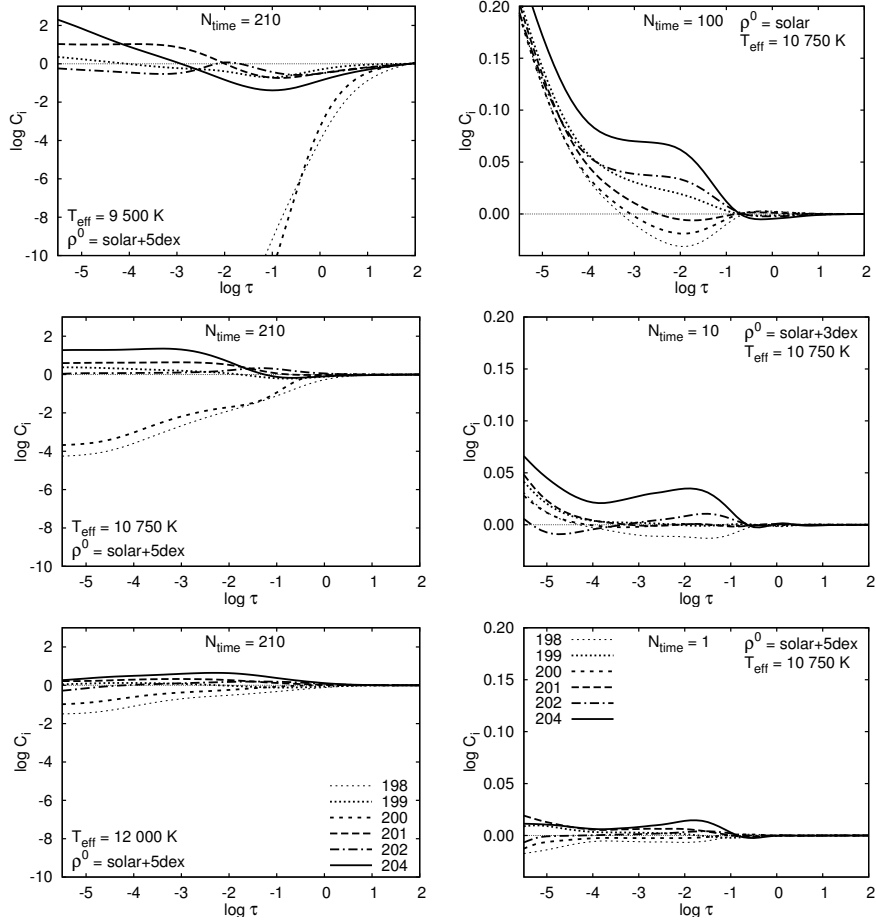 N_time = 210
log C_i
2
0
-2
-4
-6
-8
-10
T_eff = 9 500 K
ρ^0 = solar+5dex
-5 -4 -3 -2 -1 0 1 2
log τ
N_time = 100
ρ^0 = solar
T_eff = 10 750 K
log C_i
0.20
0.15
0.10
0.05
0.00
-5 -4 -3 -2 -1 0 1 2
log τ
N_time = 210
log C_i
2
0
-2
-4
-6
-8
-10
T_eff = 10 750 K
ρ^0 = solar+5dex
-5 -4 -3 -2 -1 0 1 2
log τ
N_time = 10
ρ^0 = solar+3dex
T_eff = 10 750 K
log C_i
0.20
0.15
0.10
0.05
0.00
-5 -4 -3 -2 -1 0 1 2
log τ
N_time = 210
log C_i
2
0
-2
-4
-6
-8
-10
T_eff = 12 000 K
ρ^0 = solar+5dex
198
199
200
201
202
204
-5 -4 -3 -2 -1 0 1 2
log τ
N_time = 1
ρ^0 = solar+5dex
T_eff = 10 750 K
198
199
200
201
202
204
log C_i
0.20
0.15
0.10
0.05
0.00
-5 -4 -3 -2 -1 0 1 2
log τ